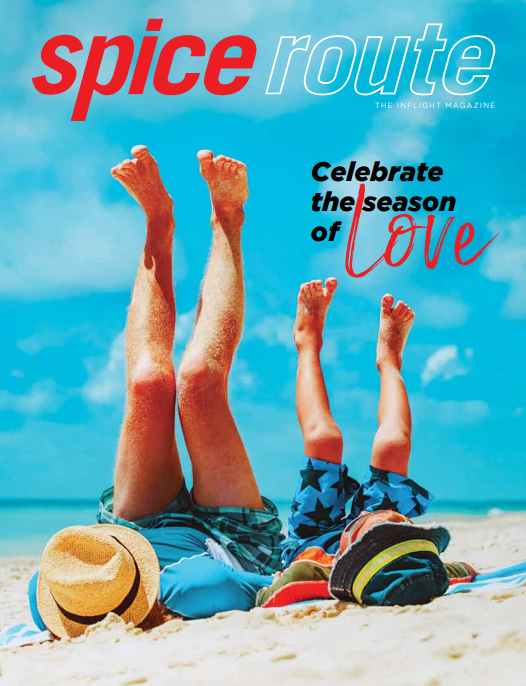 spice route
THE INFLIGHT MAGAZINE
Celebrate
the season
of Love